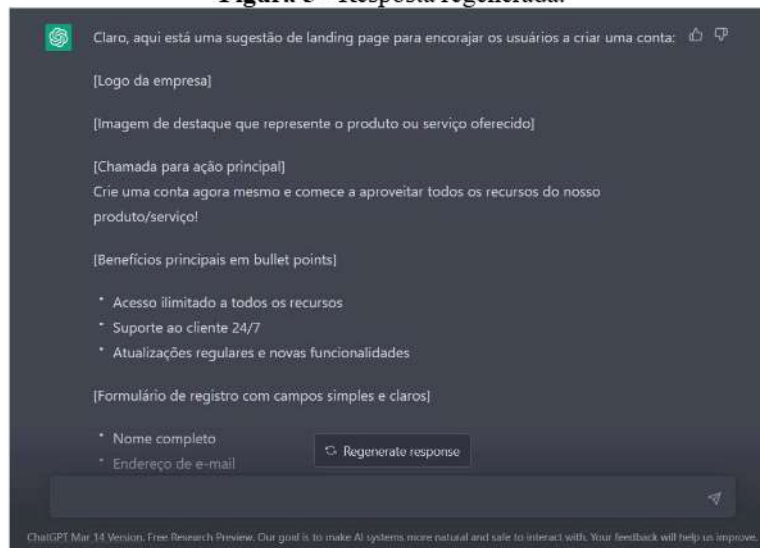 Figura 3 - Resposta regenerada.
Claro, aqui está uma sugestão de landing page para encorajar os usuários a criar uma conta:
[Logo da empresa]
[Imagem de destaque que represente o produto ou serviço oferecido]
[Chamada para ação principal]
Crie uma conta agora mesmo e comece a aproveitar todos os recursos do nosso
produto/serviço!
[Benefícios principais em bullet points]
• Acesso ilimitado a todos os recursos
• Suporte ao cliente 24/7
• Atualizações regulares e novas funcionalidades
[Formulário de registro com campos simples e claros]
• Nome completo
• Endereço de e-mail
Regenerate response
ChatGPT Mar 14 Version. Free Research Preview. Our goal is to make AI systems more natural and safe to interact with. Your feedback will help us improve.